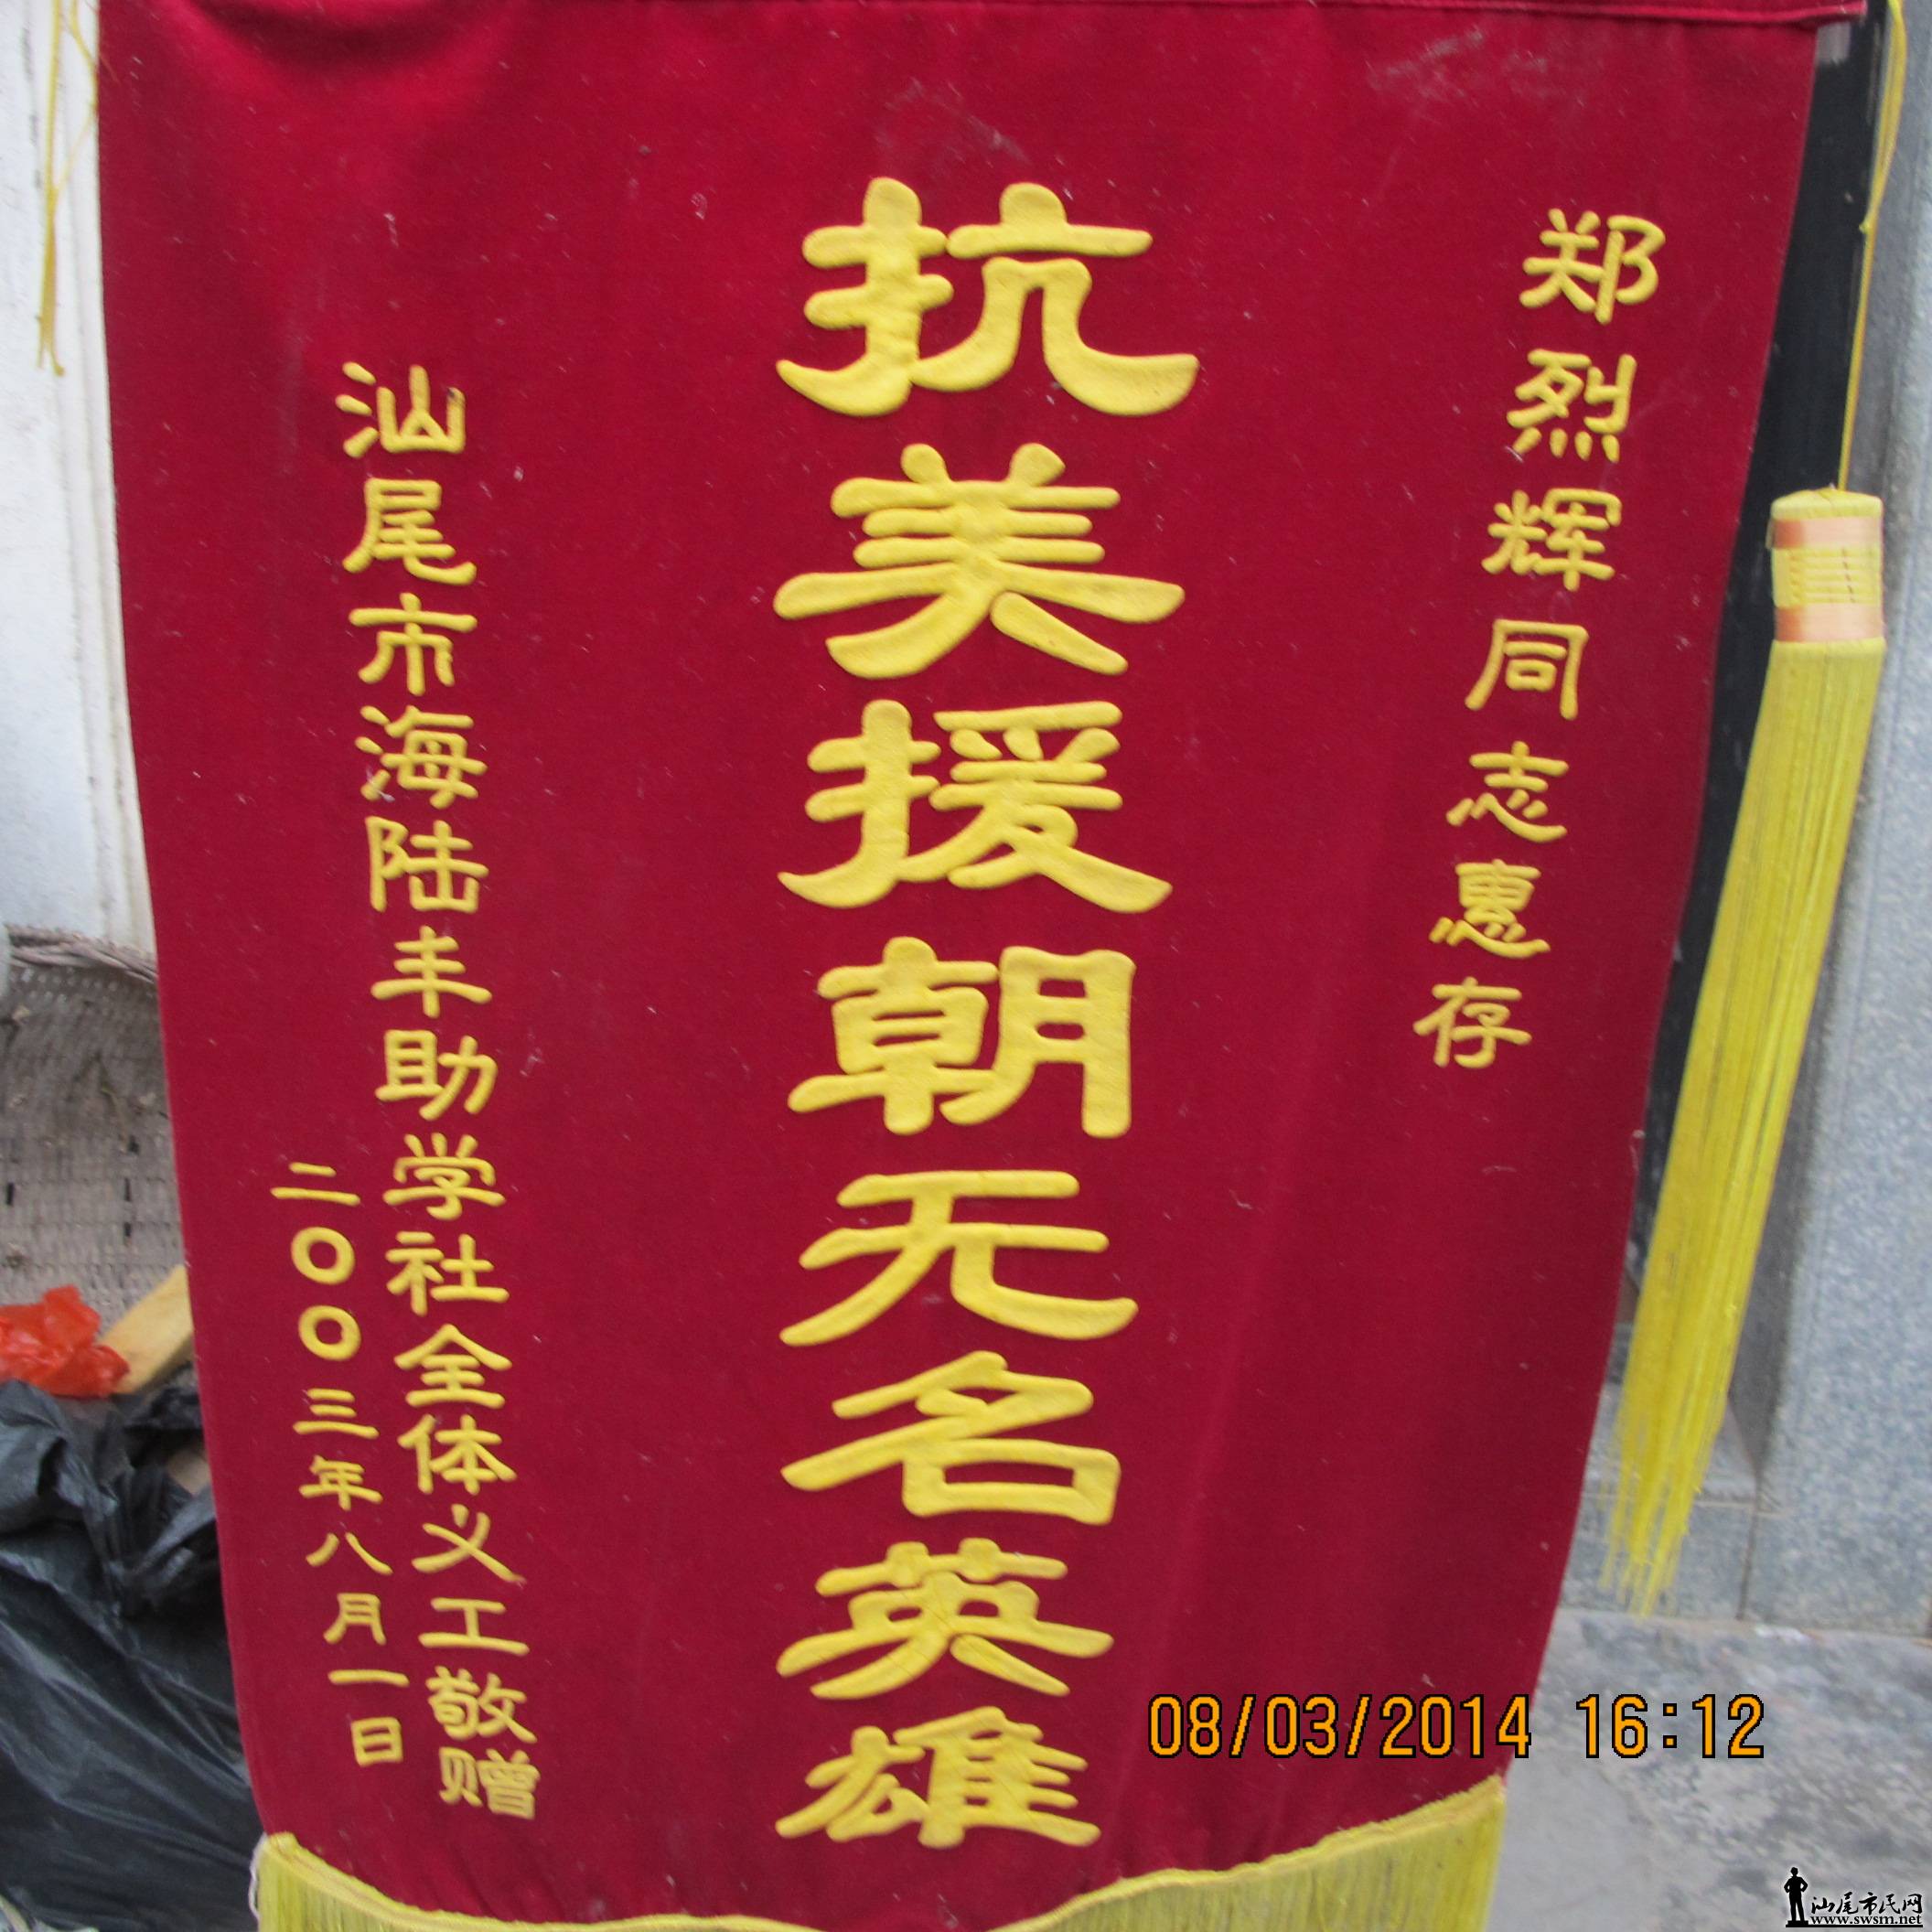 郑烈辉同志惠存
抗美援朝无名英雄
汕尾市海陆丰助学社全体义工敬赠
二〇〇三年八月一日
08/03/2014 16:12
汕尾市民网
www.swsm.net